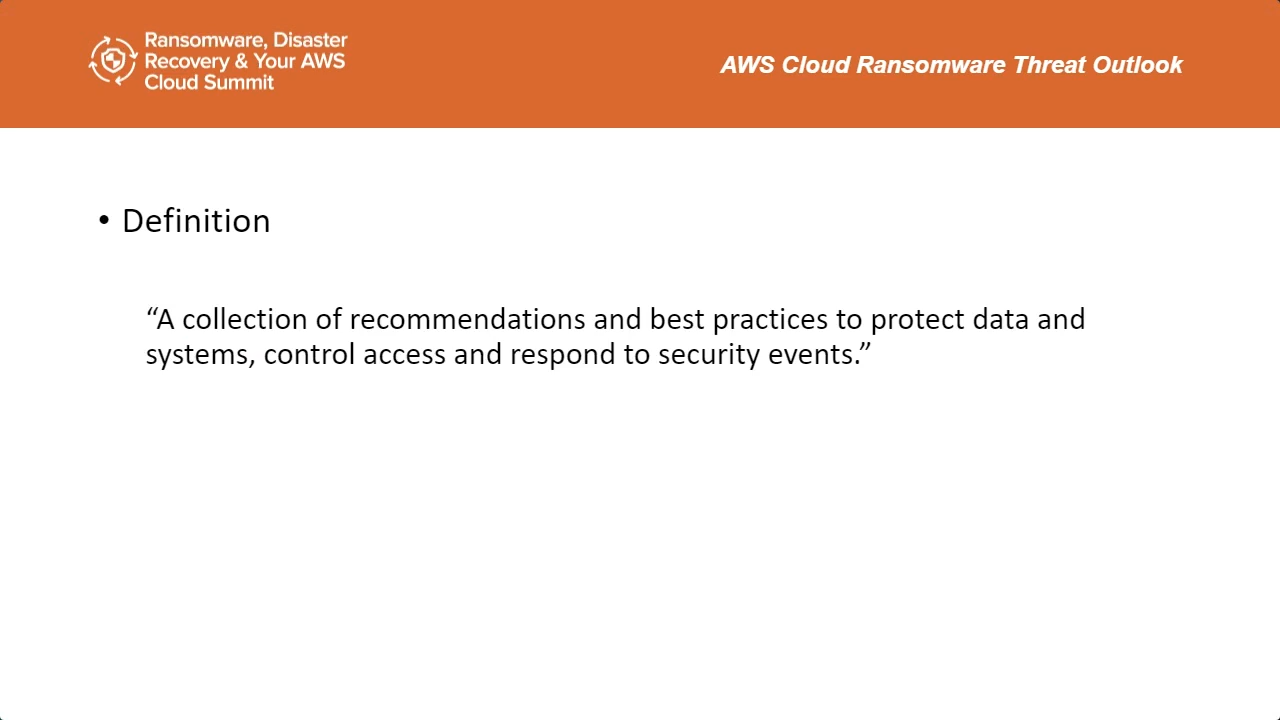 Ransomware, Disaster
Recovery & Your AWS
Cloud Summit
AWS Cloud Ransomware Threat Outlook
• Definition
“A collection of recommendations and best practices to protect data and
systems, control access and respond to security events.”